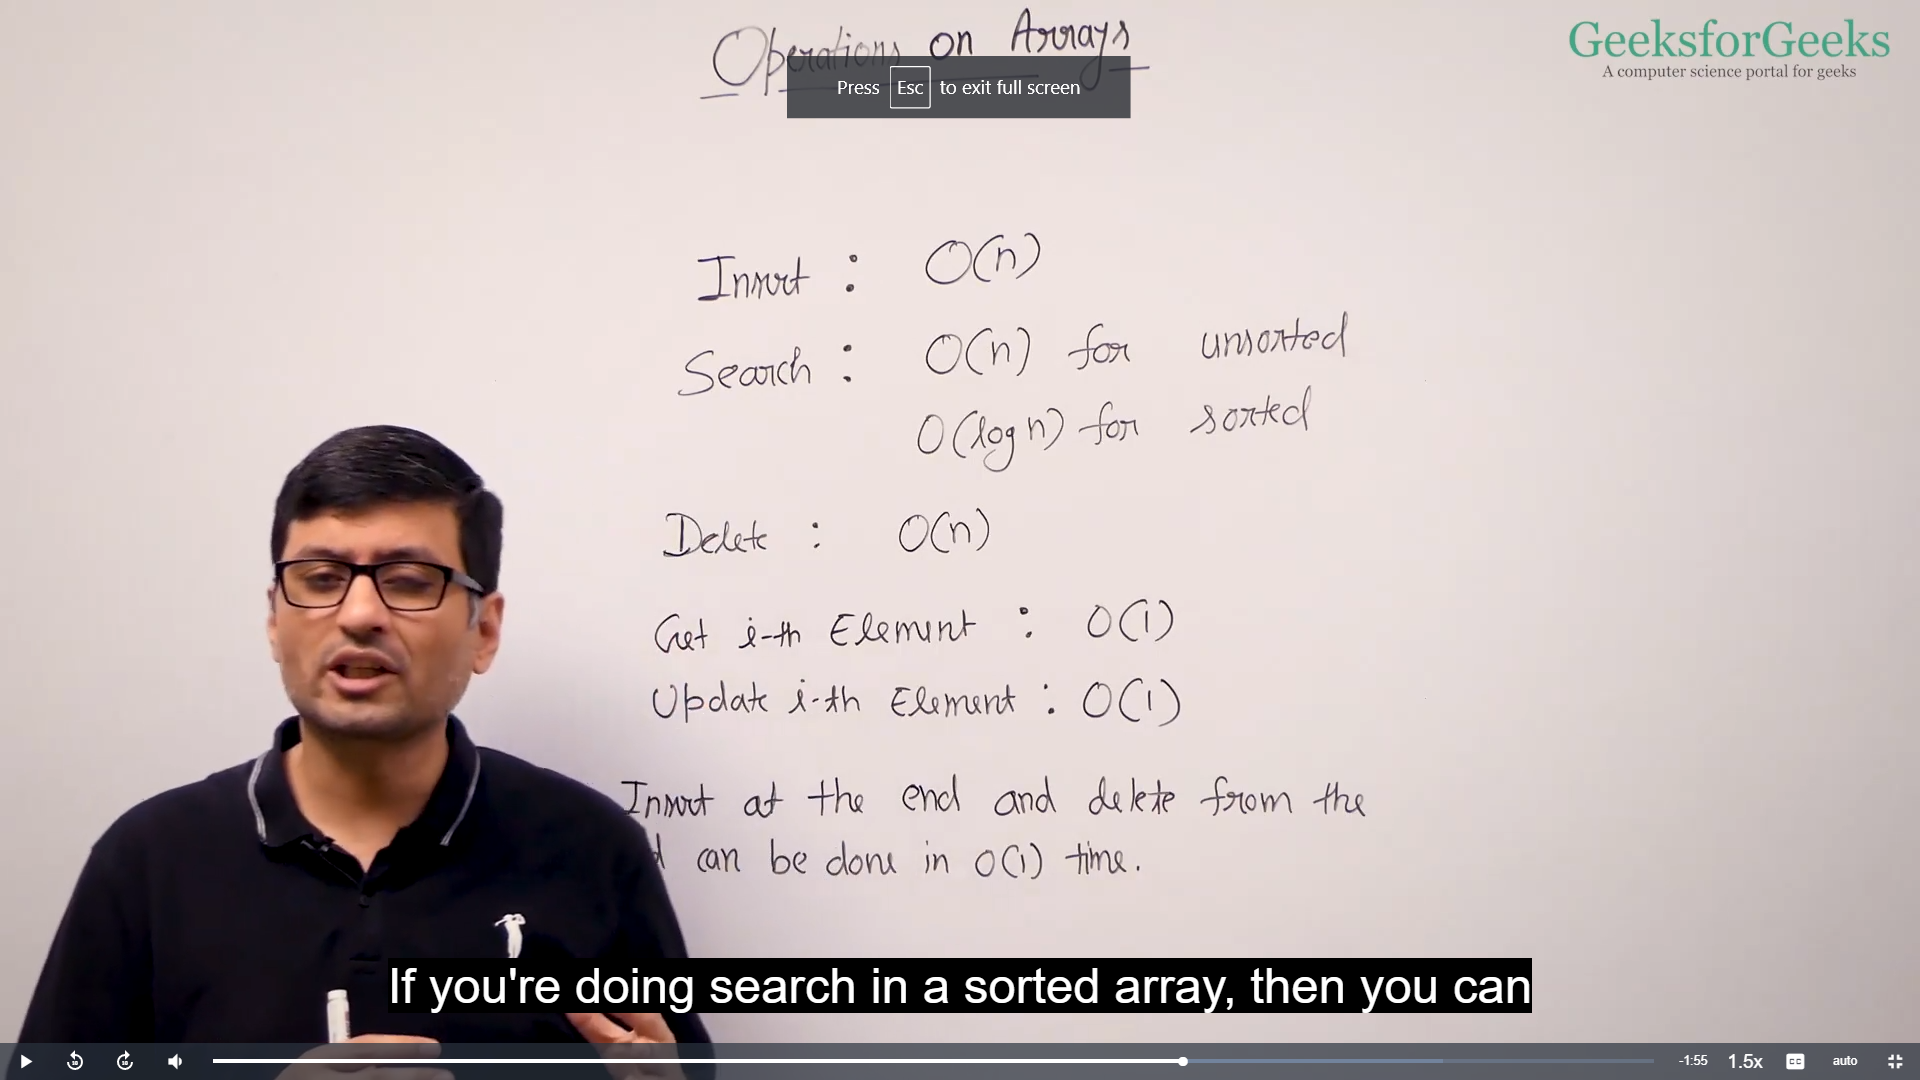 Operations on Arrays
GeeksforGeeks
A computer science portal for geeks
Press Esc to exit full screen
Insert : O(n)
Search : O(n) for unsorted
O(log n) for sorted
Delete : O(n)
Get i-th Element : O(1)
Update i-th Element : O(1)
Insert at the end and delete from the
can be done in O(1) time.
If you're doing search in a sorted array, then you can
-1:55 1.5x CC auto